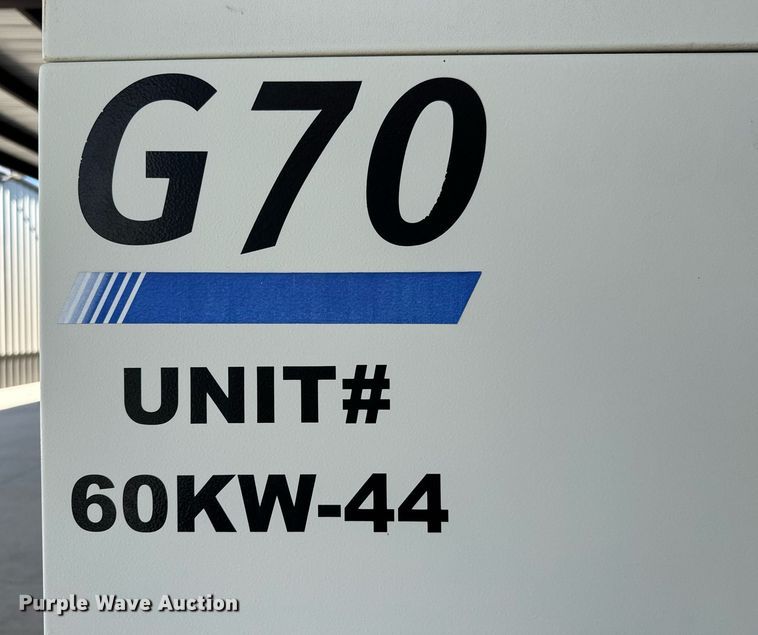 G70
UNIT#
60KW-44
Purple Wave Auction